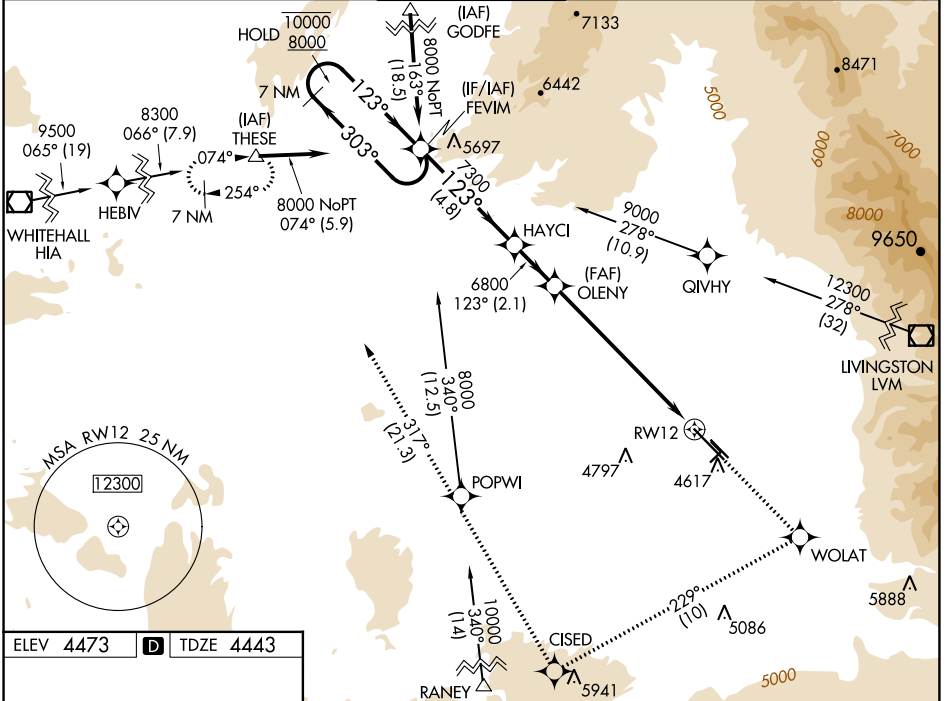 10000
8000
HOLD
7 NM
123°
303°
(IAF)
GODFE
8000 NoPT
163°
(18.5)
(IF/IAF)
FEVIM
5697
7133
6442
8471
5000
6000
7000
8000
9650
9500
065° (19)
8300
066° (7.9)
(IAF)
THESE
074°
254°
7 NM
8000 NoPT
074° (5.9)
WHITEHALL
HIA
HEBIV
7300
123°
(4.8)
HAYCI
6800
123° (2.1)
(FAF)
OLENY
9000
278°
(10.9)
QIVHY
12300
278°
(32)
LIVINGSTON
LVM
8000
340°
(12.5)
317°
(21.3)
RW12
4797
4617
POPWI
WOLAT
MSA RW12 25 NM
12300
229°
(10)
5086
5888
10000
340°
(14)
CISED
5941
RANEY
5000
ELEV 4473 D TDZE 4443